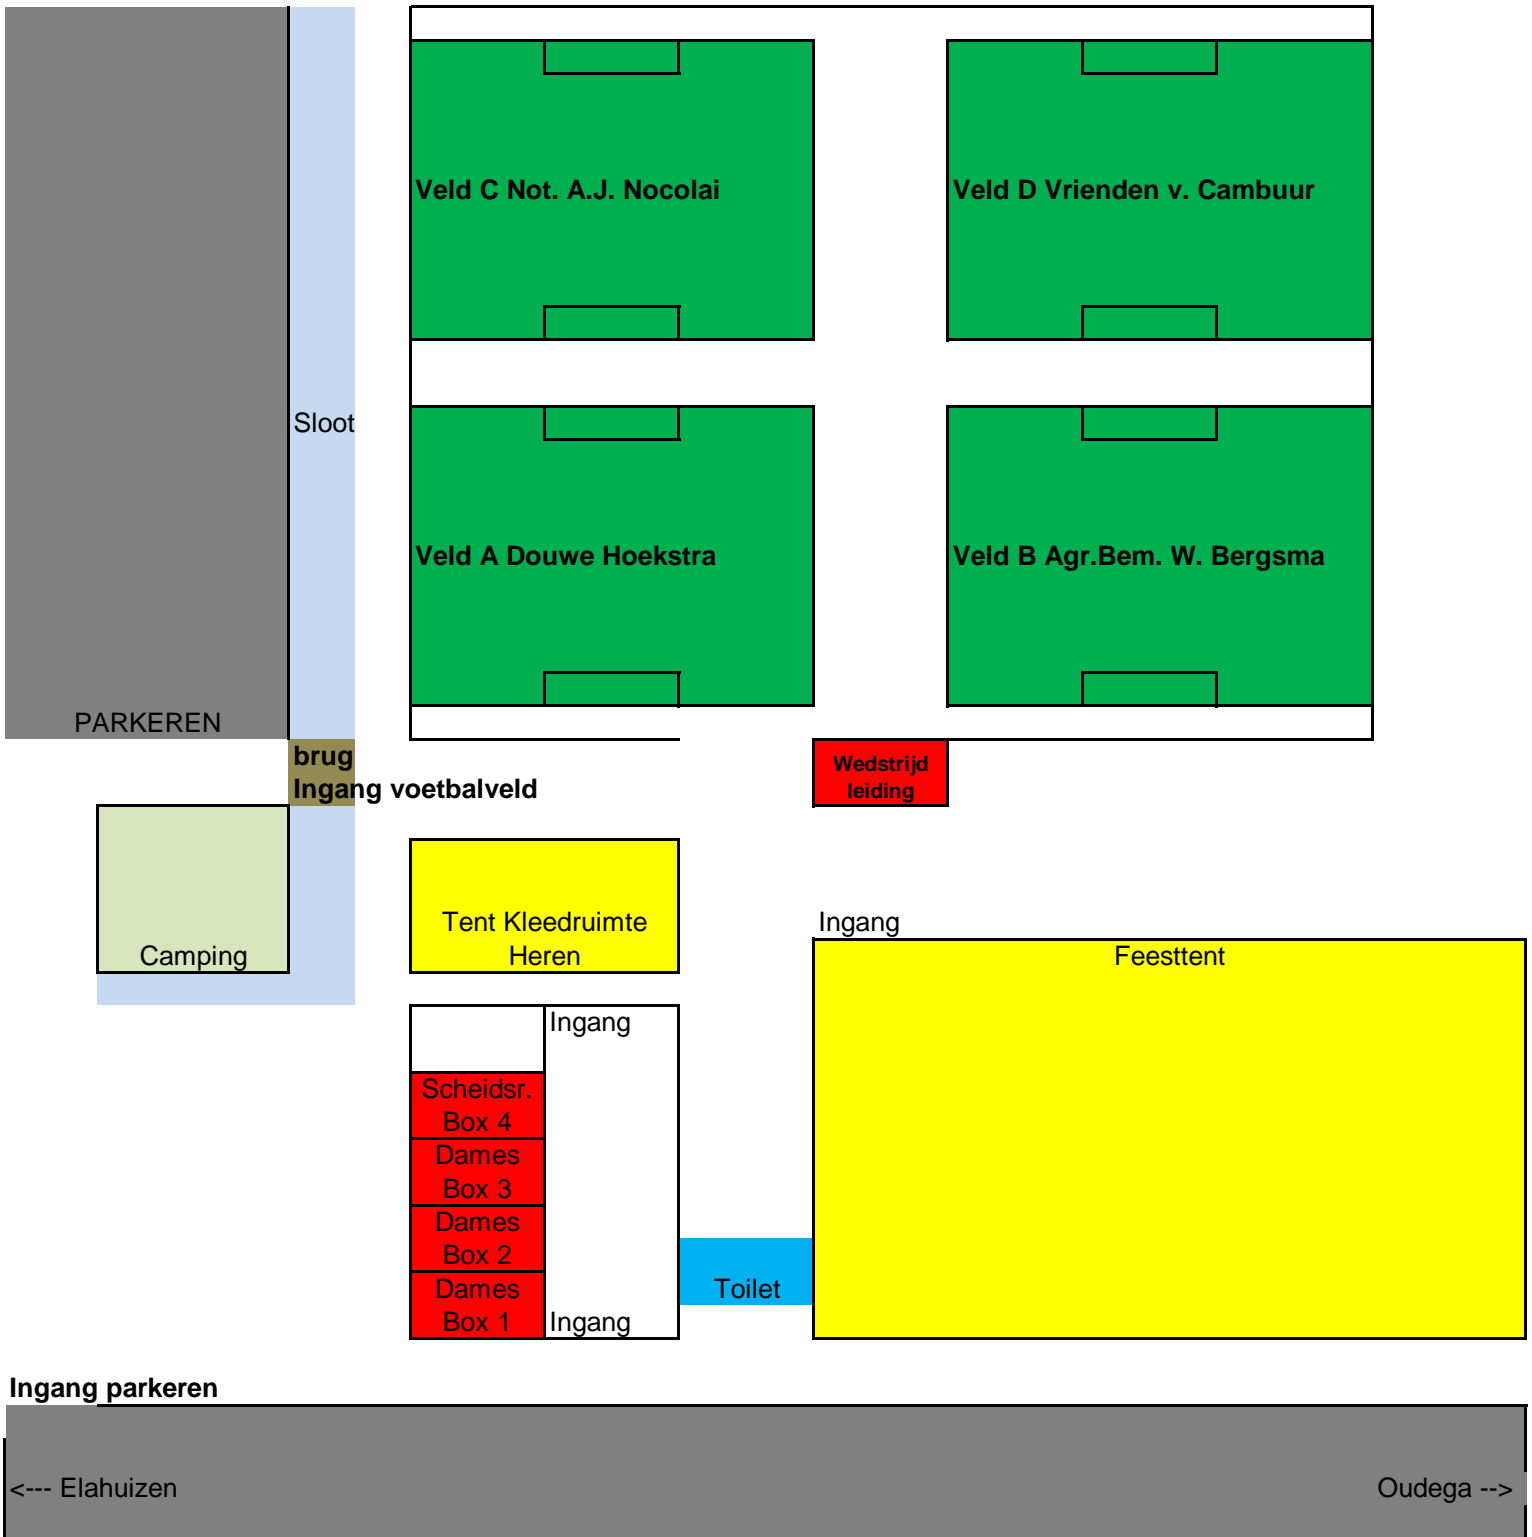 Veld C Not. A.J. Nocolai
Veld D Vrienden v. Cambuur
Sloot
Veld A Douwe Hoekstra
Veld B Agr.Bem. W. Bergsma
PARKEREN
brug
Ingang voetbalveld
Wedstrijd
leiding
Camping
Tent Kleedruimte
Heren
Ingang
Feesttent
Ingang
Scheidsr.
Box 4
Dames
Box 3
Dames
Box 2
Dames
Box 1
Ingang
Toilet
Ingang parkeren
<--- Elahuizen
Oudega -->